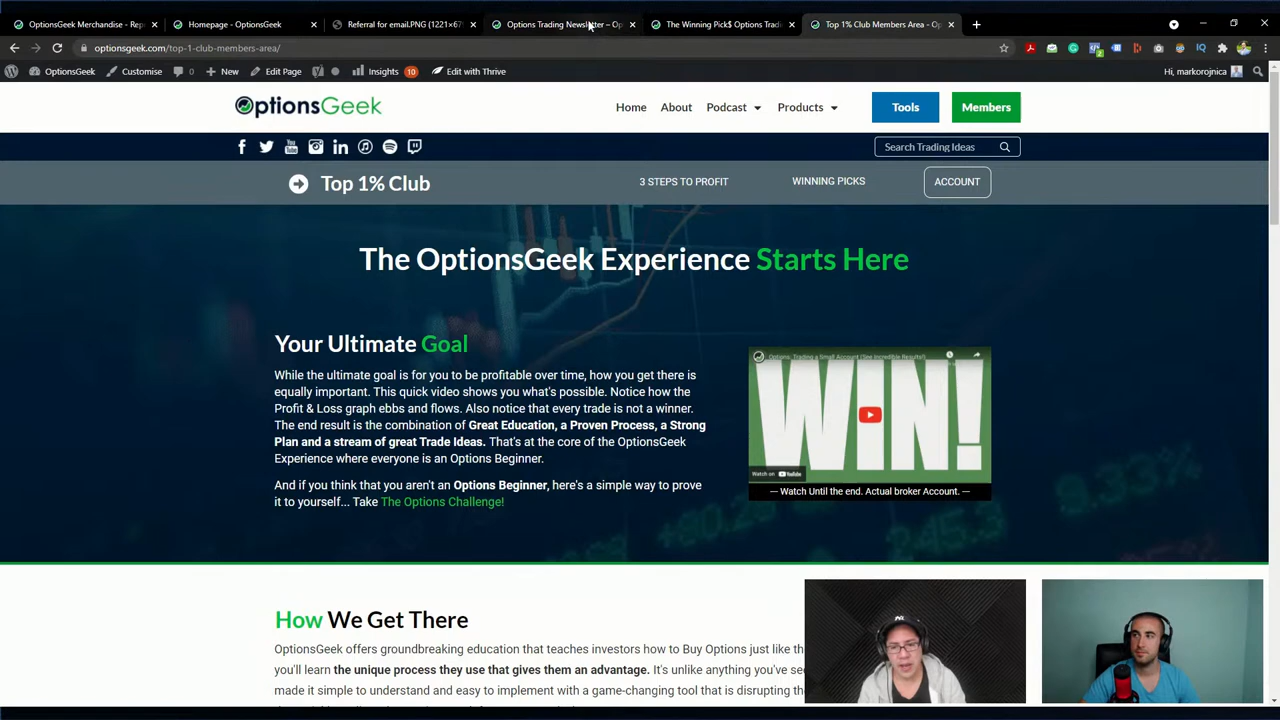 OptionsGeek Merchandise - Rep
Homepage - OptionsGeek
Referral for email.PNG (1221×67
Options Trading Newsletter – Op
The Winning Pick$ Options Trad
Top 1% Club Members Area - Op
optionsgeek.com/top-1-club-members-area/
OptionsGeek
Customise
0
New
Edit Page
Insights 10
Edit with Thrive
Hi, markorojnica
OptionsGeek
Home
About
Podcast
Products
Tools
Members
Search Trading Ideas
Top 1% Club
3 STEPS TO PROFIT
WINNING PICKS
ACCOUNT
The OptionsGeek Experience Starts Here
Your Ultimate Goal
While the ultimate goal is for you to be profitable over time, how you get there is
equally important. This quick video shows you what's possible. Notice how the
Profit & Loss graph ebbs and flows. Also notice that every trade is not a winner.
The end result is the combination of Great Education, a Proven Process, a Strong
Plan and a stream of great Trade Ideas. That's at the core of the OptionsGeek
Experience where everyone is an Options Beginner.
And if you think that you aren't an Options Beginner, here's a simple way to prove
it to yourself... Take The Options Challenge!
Options: Trading a Small Account (See Incredible Results!)
WIN!
Watch on YouTube
--- Watch Until the end. Actual broker Account. ---
How We Get There
OptionsGeek offers groundbreaking education that teaches investors how to Buy Options just like th
you'll learn the unique process they use that gives them an advantage. It's unlike anything you've se
made it simple to understand and easy to implement with a game-changing tool that is disrupting the